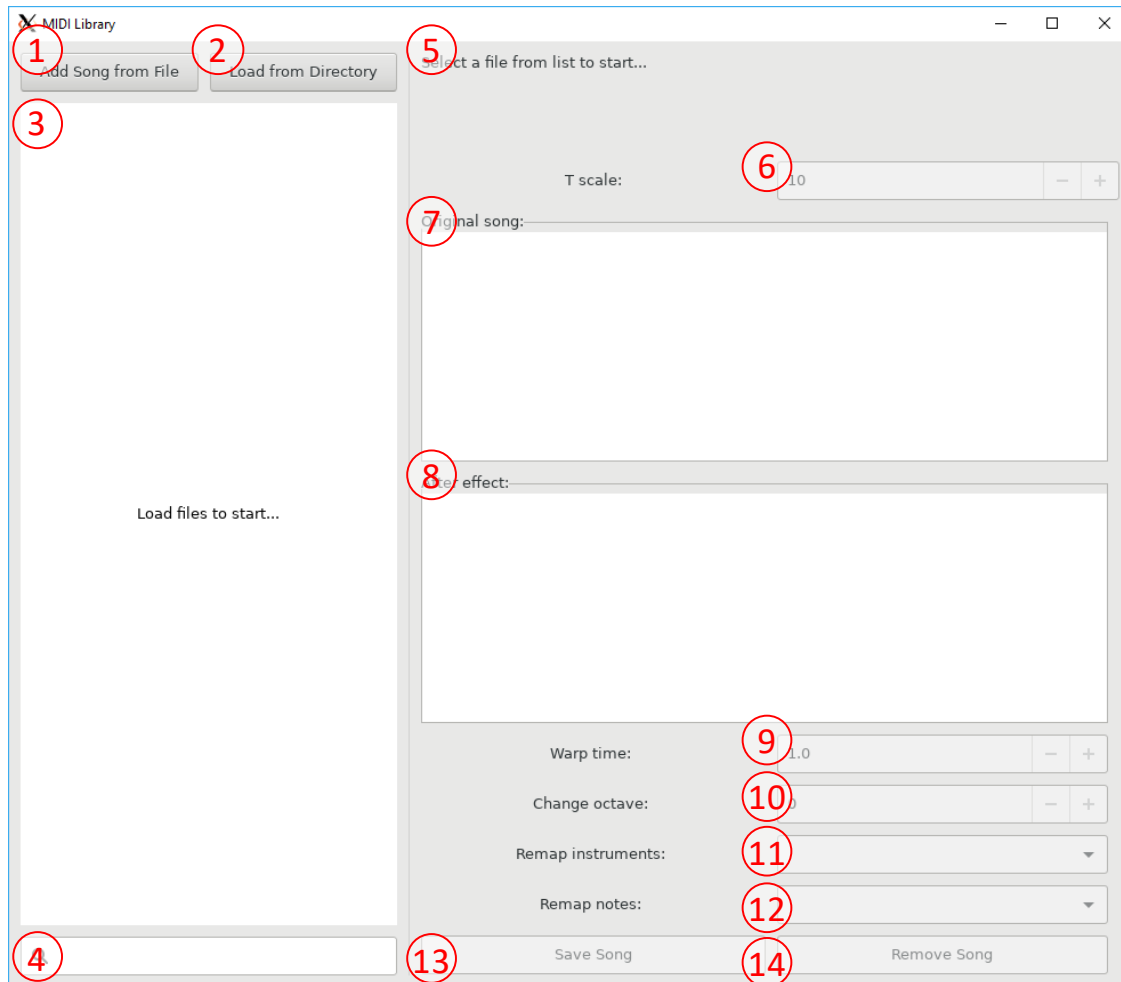 MIDI Library
1
2
5
Add Song from File
Load from Directory
Select a file from list to start...
3
T scale:
6
10
7
Original song:
8
After effect:
Load files to start...
Warp time:
9
1.0
Change octave:
10
0
Remap instruments:
11
Remap notes:
12
4
13
Save Song
14
Remove Song